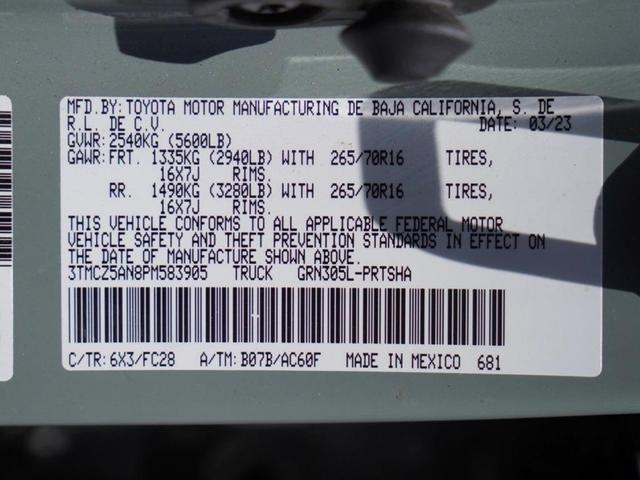 MFD.BY:TOYOTA MOTOR MANUFACTURING DE BAJA CALIFORNIA, S. DE
R.L. DE C.V. DATE: 03/23
GVWR:2540KG (5600LB)
GAWR:FRT. 1335KG (2940LB) WITH 265/70R16 TIRES,
16X7J RIMS.
RR. 1490KG (3280LB) WITH 265/70R16 TIRES,
16X7J RIMS.
THIS VEHICLE CONFORMS TO ALL APPLICABLE FEDERAL MOTOR
VEHICLE SAFETY AND THEFT PREVENTION STANDARDS IN EFFECT ON
THE DATE OF MANUFACTURE SHOWN ABOVE.
3TMCZ5AN8PM583905 TRUCK GRN305L-PRTSHA
C/TR:6X3/FC28 A/TM:B07B/AC60F MADE IN MEXICO 681